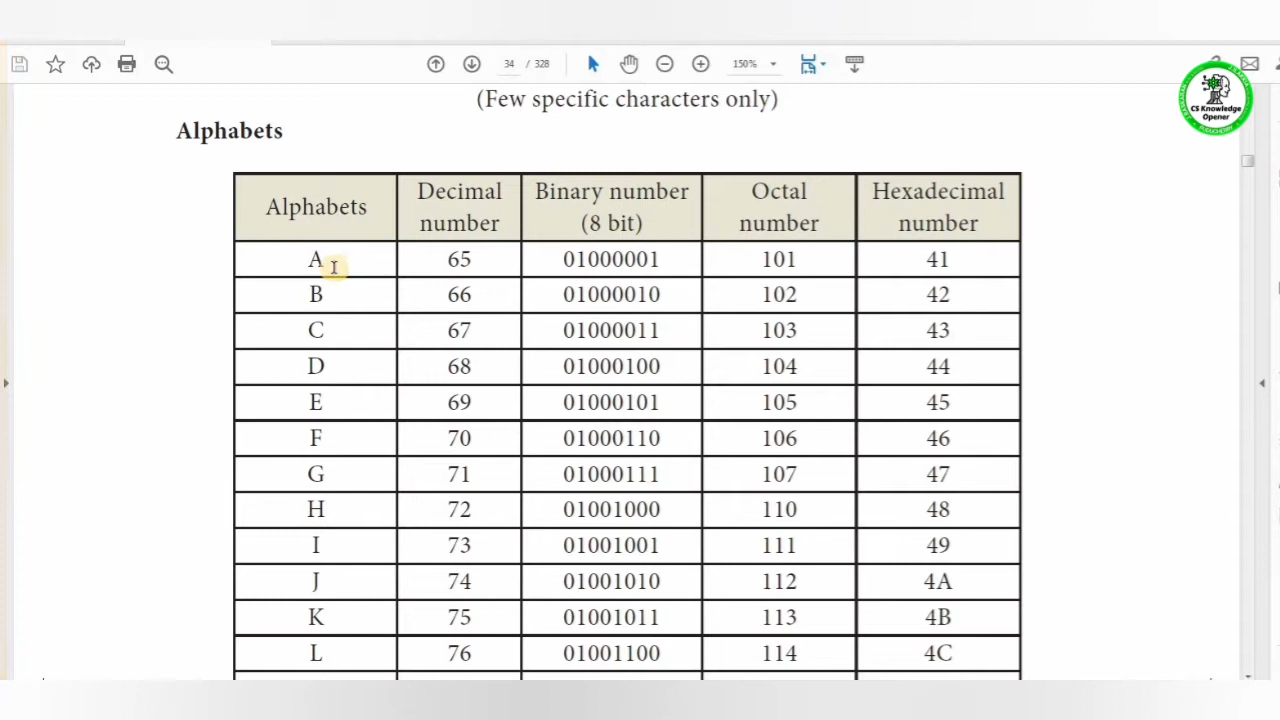 34 / 328
150%
(Few specific characters only)
CS Knowledge
Opener
Alphabets
Alphabets Decimal number Binary number (8 bit) Octal number Hexadecimal number
A 65 01000001 101 41
B 66 01000010 102 42
C 67 01000011 103 43
D 68 01000100 104 44
E 69 01000101 105 45
F 70 01000110 106 46
G 71 01000111 107 47
H 72 01001000 110 48
I 73 01001001 111 49
J 74 01001010 112 4A
K 75 01001011 113 4B
L 76 01001100 114 4C